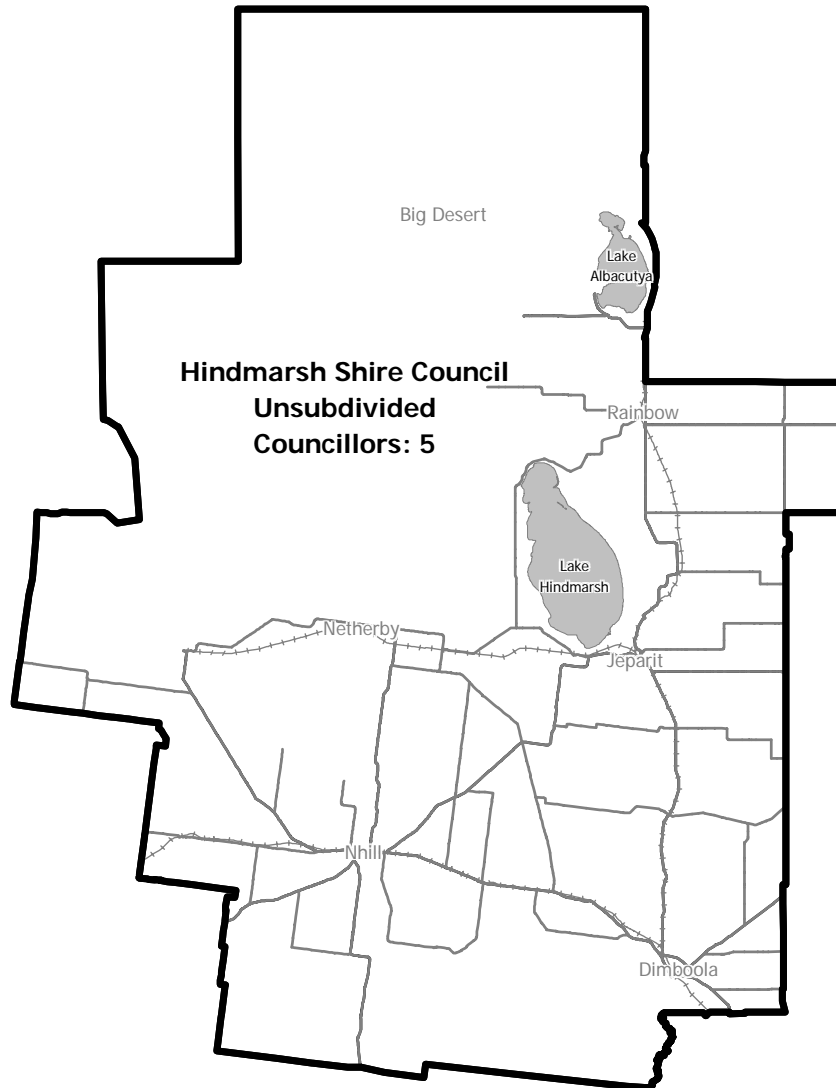 Big Desert
Lake
Albacutya
Hindmarsh Shire Council
Unsubdivided
Councillors: 5
Rainbow
Lake
Hindmarsh
Netherby
Jeparit
Nhill
Dimboola